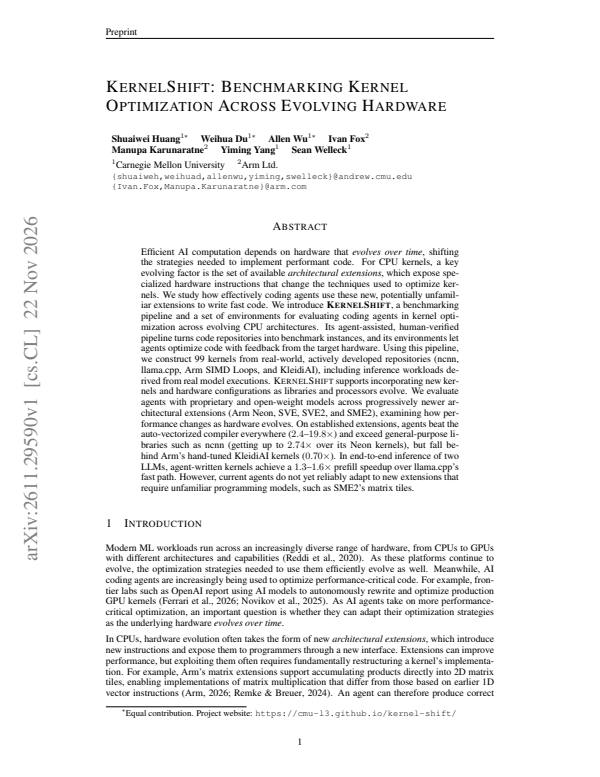 Preprint
KERNELSHIFT: BENCHMARKING KERNEL
OPTIMIZATION ACROSS EVOLVING HARDWARE
Shuaiwei Huang1* Weihua Du1* Allen Wu1* Ivan Fox2
Manupa Karunaratne2 Yiming Yang1 Sean Welleck1
1Carnegie Mellon University 2Arm Ltd.
{shuaiweh,weihuad,allenwu,yiming,swelleck}@andrew.cmu.edu
{Ivan.Fox,Manupa.Karunaratne}@arm.com
ABSTRACT
Efficient AI computation depends on hardware that evolves over time, shifting
the strategies needed to implement performant code. For CPU kernels, a key
evolving factor is the set of available architectural extensions, which expose spe-
cialized hardware instructions that change the techniques used to optimize ker-
nels. We study how effectively coding agents use these new, potentially unfamil-
iar extensions to write fast code. We introduce KERNELSHIFT, a benchmarking
pipeline and a set of environments for evaluating coding agents in kernel opti-
mization across evolving CPU architectures. Its agent-assisted, human-verified
pipeline turns code repositories into benchmark instances, and its environments let
agents optimize code with feedback from the target hardware. Using this pipeline,
we construct 99 kernels from real-world, actively developed repositories (ncnn,
llama.cpp, Arm SIMD Loops, and KleidiAI), including inference workloads de-
rived from real model executions. KERNELSHIFT supports incorporating new ker-
nels and hardware configurations as libraries and processors evolve. We evaluate
agents with proprietary and open-weight models across progressively newer ar-
chitectural extensions (Arm Neon, SVE, SVE2, and SME2), examining how per-
formance changes as hardware evolves. On established extensions, agents beat the
auto-vectorized compiler everywhere (2.4–19.8×) and exceed general-purpose li-
braries such as ncnn (getting up to 2.74× over its Neon kernels), but fall be-
hind Arm's hand-tuned KleidiAI kernels (0.70×). In end-to-end inference of two
LLMs, agent-written kernels achieve a 1.3–1.6× prefill speedup over llama.cpp's
fast path. However, current agents do not yet reliably adapt to new extensions that
require unfamiliar programming models, such as SME2's matrix tiles.
1 INTRODUCTION
Modern ML workloads run across an increasingly diverse range of hardware, from CPUs to GPUs
with different architectures and capabilities (Reddi et al., 2020). As these platforms continue to
evolve, the optimization strategies needed to use them efficiently evolve as well. Meanwhile, AI
coding agents are increasingly being used to optimize performance-critical code. For example, fron-
tier labs such as OpenAI report using AI models to autonomously rewrite and optimize production
GPU kernels (Ferrari et al., 2026; Novikov et al., 2025). As AI agents take on more performance-
critical optimization, an important question is whether they can adapt their optimization strategies
as the underlying hardware evolves over time.
In CPUs, hardware evolution often takes the form of new architectural extensions, which introduce
new instructions and expose them to programmers through a new interface. Extensions can improve
performance, but exploiting them often requires fundamentally restructuring a kernel's implementa-
tion. For example, Arm's matrix extensions support accumulating products directly into 2D matrix
tiles, enabling implementations of matrix multiplication that differ from those based on earlier 1D
vector instructions (Arm, 2026; Remke & Breuer, 2024). An agent can therefore produce correct
*Equal contribution. Project website: https://cmu-l3.github.io/kernel-shift/
1
arXiv:2611.29590v1 [cs.CL] 22 Nov 2026